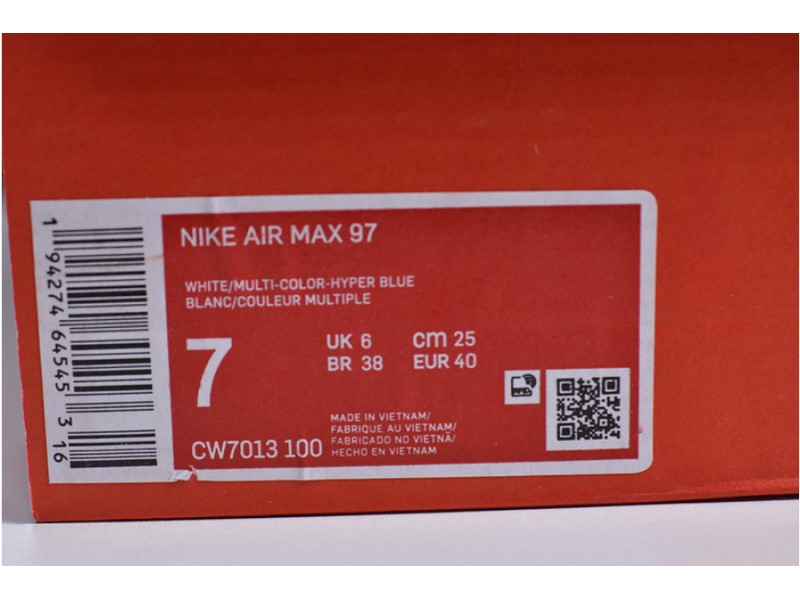 NIKE AIR MAX 97
WHITE/MULTI-COLOR-HYPER BLUE
BLANC/COULEUR MULTIPLE
7
UK 6 cm 25
BR 38 EUR 40
MADE IN VIETNAM/
FABRIQUE AU VIETNAM/
FABRICADO NO VIETNÃ/
HECHO EN VIETNAM
CW7013 100
1 94274 64545 3 16